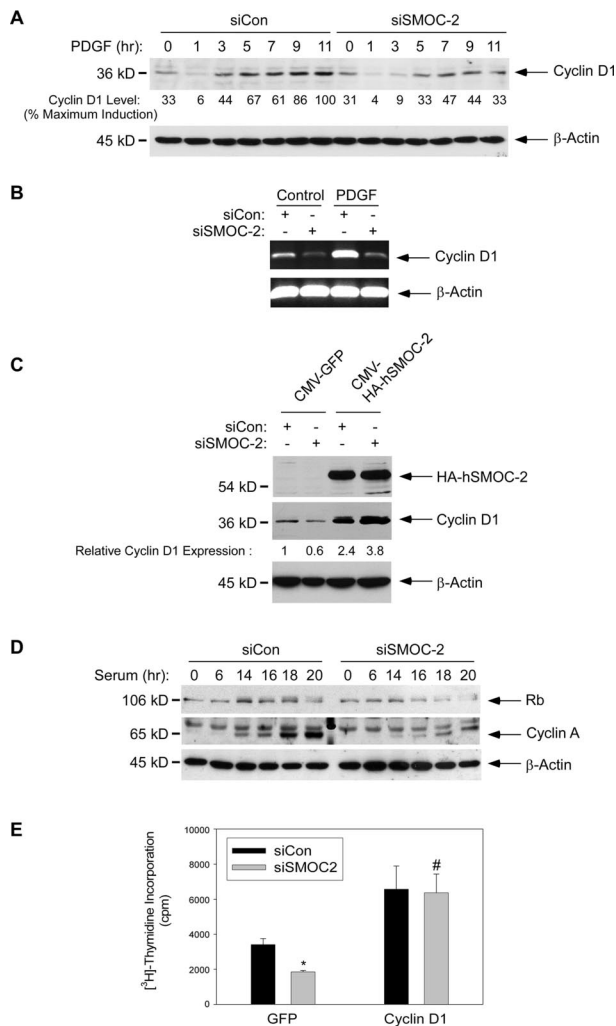 A
siCon siSMOC-2
PDGF (hr): 0 1 3 5 7 9 11 0 1 3 5 7 9 11
36 kD Cyclin D1
Cyclin D1 Level: 33 6 44 67 61 86 100 31 4 9 33 47 44 33
(% Maximum Induction)
45 kD β-Actin
B
Control PDGF
siCon: + - + -
siSMOC-2: - + - +
Cyclin D1
β-Actin
C
CMV-GFP
CMV-
HA-hSMOC-2
siCon: + - + -
siSMOC-2: - + - +
54 kD HA-hSMOC-2
36 kD Cyclin D1
Relative Cyclin D1 Expression : 1 0.6 2.4 3.8
45 kD β-Actin
D
siCon siSMOC-2
Serum (hr): 0 6 14 16 18 20 0 6 14 16 18 20
106 kD Rb
65 kD Cyclin A
45 kD β-Actin
E
[³H]-Thymidine Incorporation
(cpm)
10000
8000
6000
4000
2000
0
siCon
siSMOC2
*
#
GFP Cyclin D1